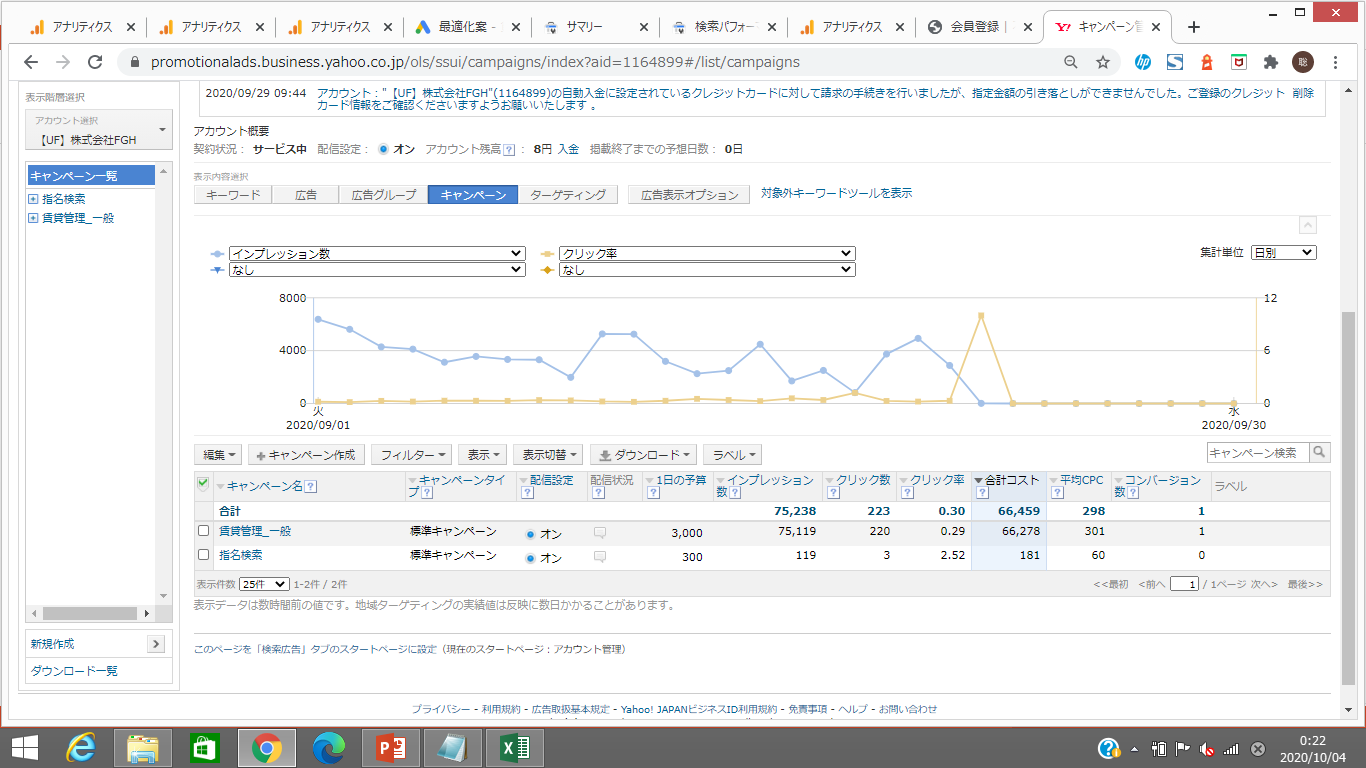 アナリティクス
アナリティクス
アナリティクス
最適化案 -
サマリー
検索パフォー
アナリティクス
会員登録 |
キャンペーン管
promotionalads.business.yahoo.co.jp/ols/ssui/campaigns/index?aid=1164899#/list/campaigns
表示階層選択
アカウント選択
【UF】株式会社FGH
キャンペーン一覧
指名検索
賃貸管理_一般
新規作成
ダウンロード一覧
2020/09/29 09:44 アカウント："【UF】株式会社FGH"(1164899)の自動入金に設定されているクレジットカードに対して請求の手続きを行いましたが、指定金額の引き落としができませんでした。ご登録のクレジット 削除
カード情報をご確認くださいますようお願いいたします 。
アカウント概要
契約状況： サービス中 配信設定： オン アカウント残高 ? ： 8円 入金 掲載終了までの予想日数： 0日
表示内容選択
キーワード 広告 広告グループ キャンペーン ターゲティング 広告表示オプション 対象外キーワードツールを表示
インプレッション数 クリック率 集計単位 日別
なし なし
8000 12
4000 6
0 0
火 水
2020/09/01 2020/09/30
編集 キャンペーン作成 フィルター 表示 表示切替 ダウンロード ラベル キャンペーン検索
キャンペーン名 ? キャンペーンタイプ ? 配信設定 ? 配信状況 ? 1日の予算 ? インプレッション数 ? クリック数 ? クリック率 ? 合計コスト ? 平均CPC ? コンバージョン数 ? ラベル
合計 75,238 223 0.30 66,459 298 1
賃貸管理_一般 標準キャンペーン オン 3,000 75,119 220 0.29 66,278 301 1
指名検索 標準キャンペーン オン 300 119 3 2.52 181 60 0
表示件数 25件 1-2件 / 2件 <<最初 <前へ 1 / 1ページ 次へ> 最後>>
表示データは数時間前の値です。地域ターゲティングの実績値は反映に数日かかることがあります。
このページを「検索広告」タブのスタートページに設定（現在のスタートページ：アカウント管理）
プライバシー - 利用規約 - 広告取扱基本規定 - Yahoo! JAPANビジネスID利用規約 - 免責事項 - ヘルプ - お問い合わせ
0:22
2020/10/04